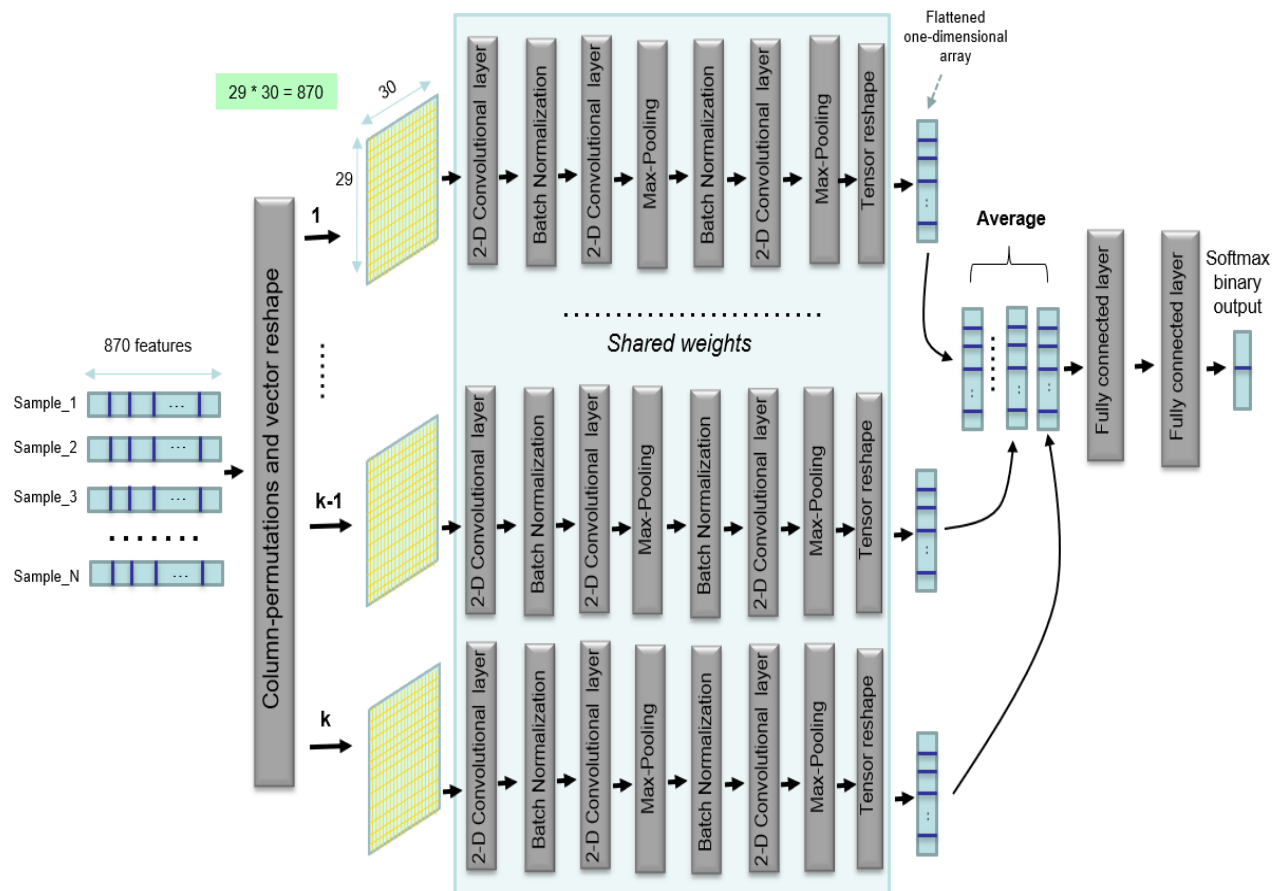 Flattened
one-dimensional
array
29 * 30 = 870
30
29
2-D Convolutional layer
Batch Normalization
2-D Convolutional layer
Max-Pooling
Batch Normalization
2-D Convolutional layer
Max-Pooling
Tensor reshape
1
Average
Softmax
binary
output
Shared weights
870 features
Sample_1
Sample_2
Sample_3
Sample_N
Column-permutations and vector reshape
k-1
2-D Convolutional layer
Batch Normalization
2-D Convolutional layer
Max-Pooling
Batch Normalization
2-D Convolutional layer
Max-Pooling
Tensor reshape
Fully connected layer
Fully connected layer
k
2-D Convolutional layer
Batch Normalization
2-D Convolutional layer
Max-Pooling
Batch Normalization
2-D Convolutional layer
Max-Pooling
Tensor reshape